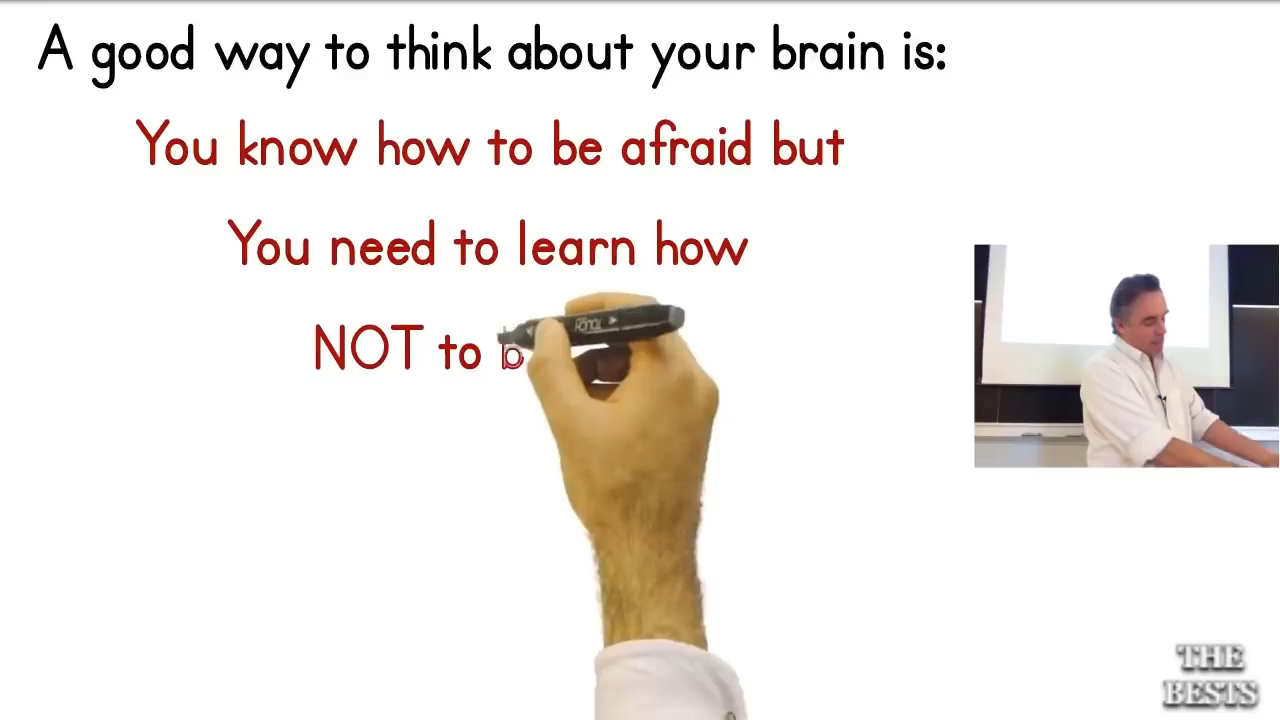 A good way to think about your brain is:
You know how to be afraid but
You need to learn how
NOT to b
THE
BESTS